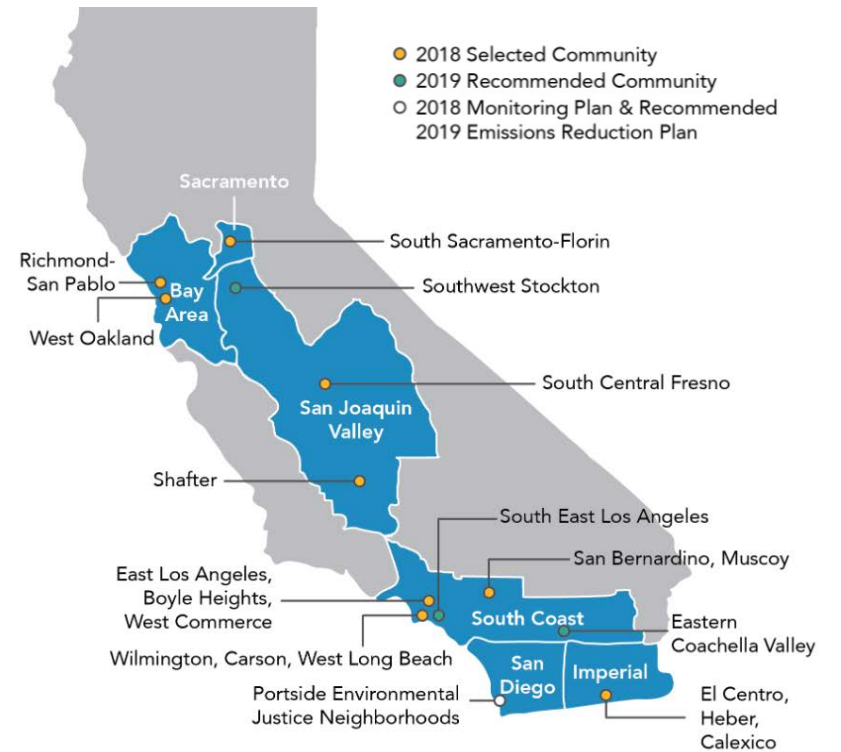 2018 Selected Community
2019 Recommended Community
2018 Monitoring Plan & Recommended
2019 Emissions Reduction Plan
Sacramento
South Sacramento-Florin
Richmond-
San Pablo
Bay
Area
Southwest Stockton
West Oakland
South Central Fresno
San Joaquin
Valley
Shafter
South East Los Angeles
San Bernardino, Muscoy
East Los Angeles,
Boyle Heights,
West Commerce
South Coast
Eastern
Coachella Valley
Wilmington, Carson, West Long Beach
San
Diego
Imperial
Portside Environmental
Justice Neighborhoods
El Centro,
Heber,
Calexico